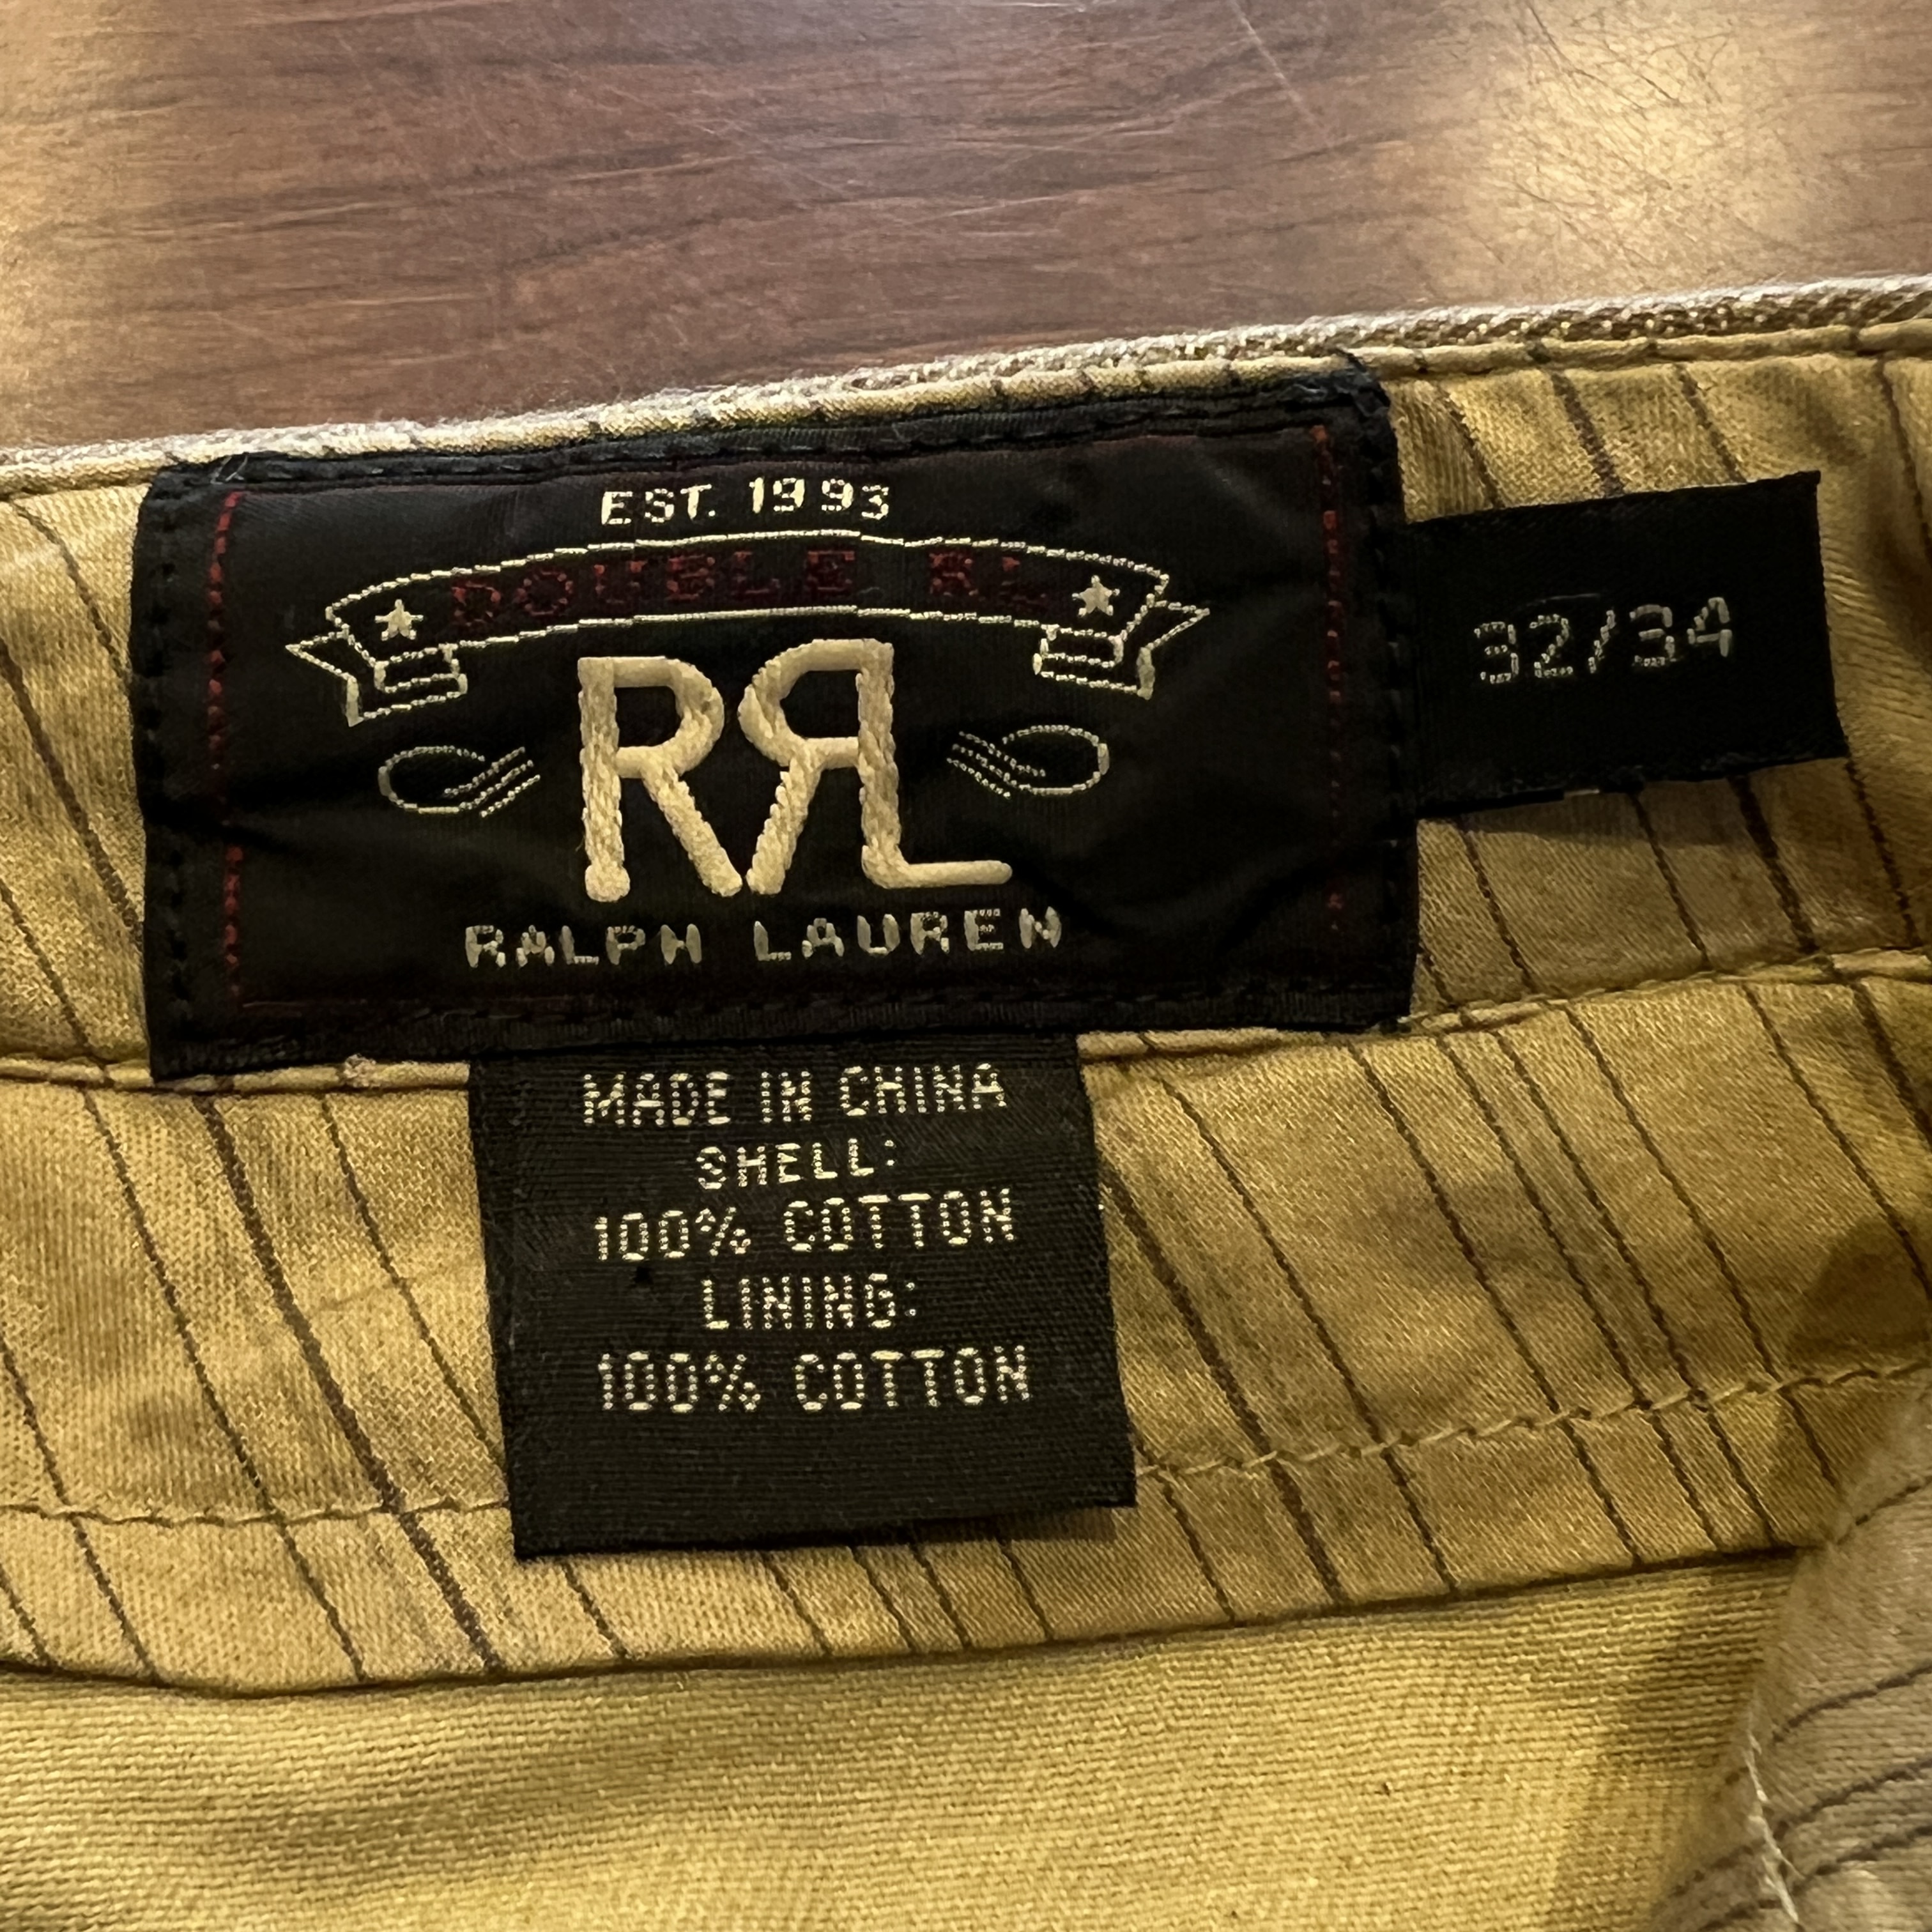 EST. 1993
DOUBLE RL
RRL
RALPH LAUREN
32/34
MADE IN CHINA
SHELL:
100% COTTON
LINING:
100% COTTON